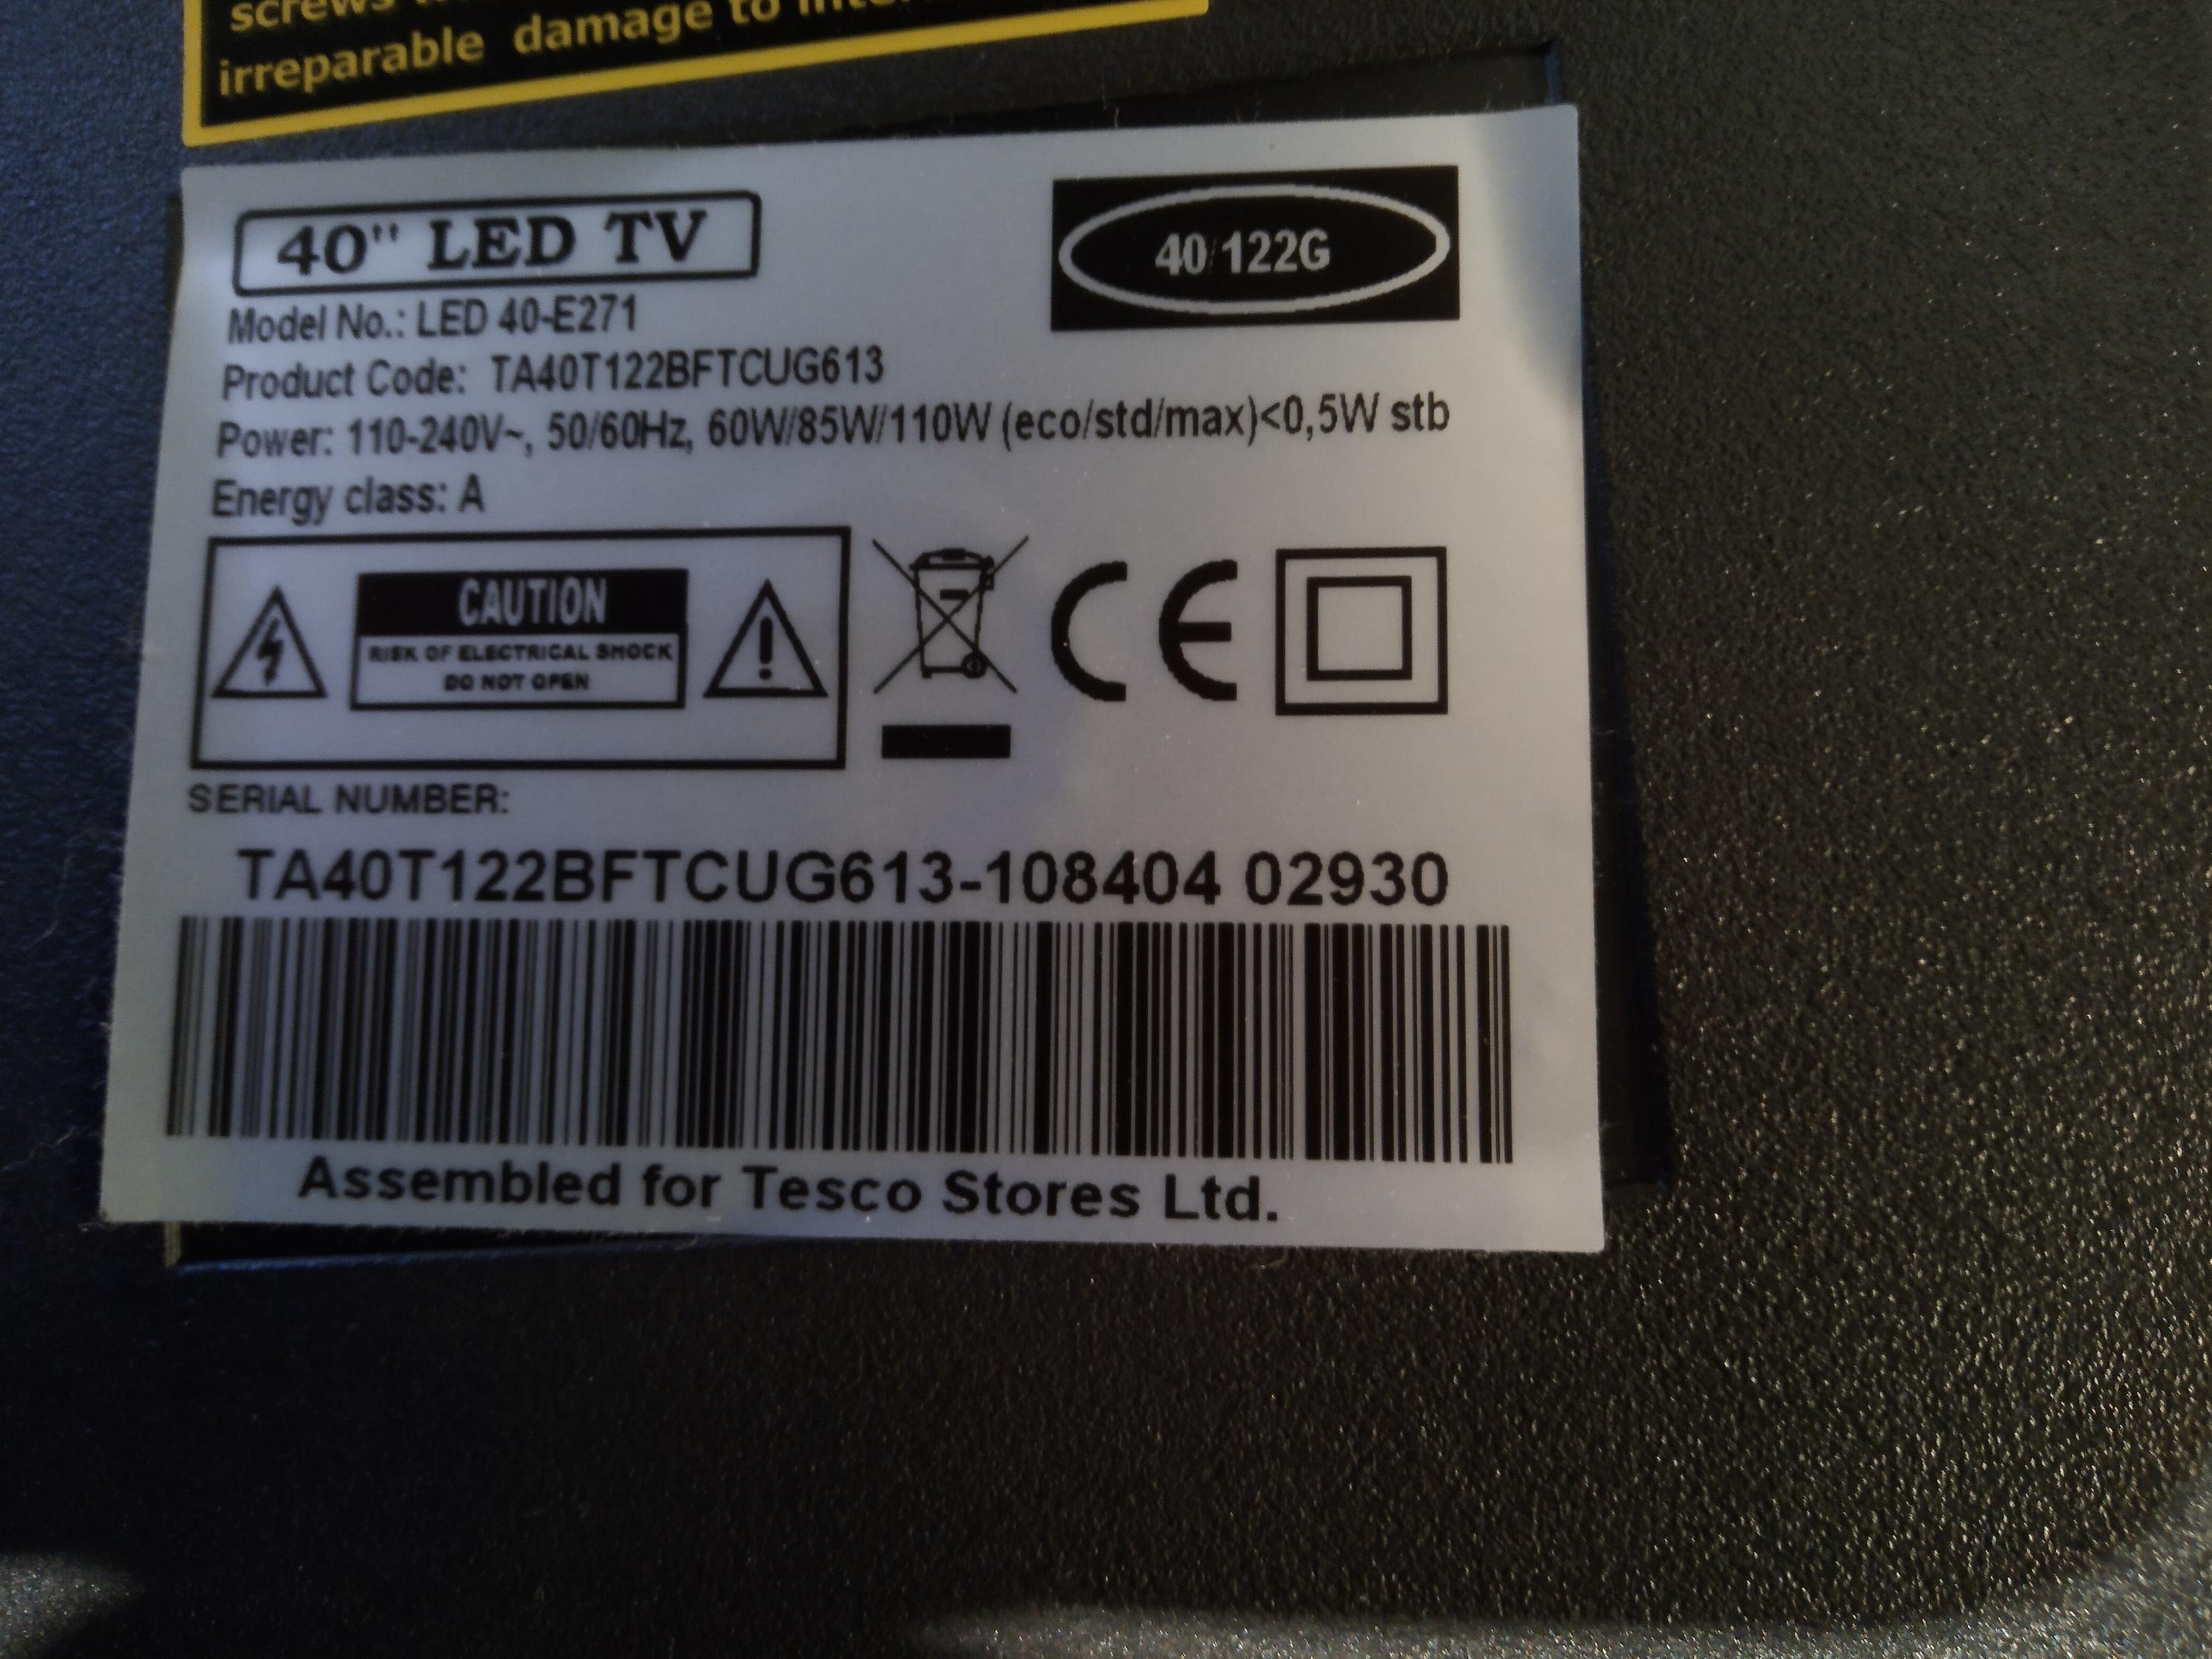 screws
irreparable damage to
40" LED TV
40/122G
Model No.: LED 40-E271
Product Code: TA40T122BFTCUG613
Power: 110-240V~, 50/60Hz, 60W/85W/110W (eco/std/max)<0,5W stb
Energy class: A
CAUTION
RISK OF ELECTRICAL SHOCK
DO NOT OPEN
CE
SERIAL NUMBER:
TA40T122BFTCUG613-108404 02930
Assembled for Tesco Stores Ltd.